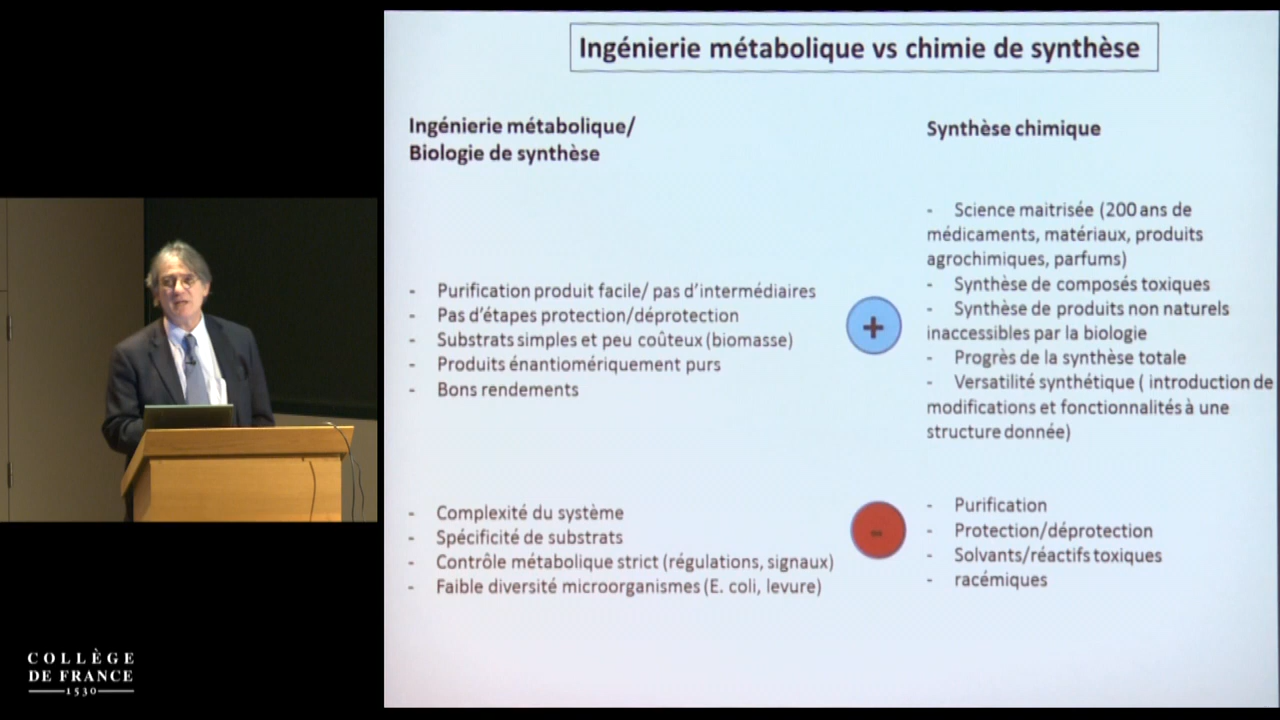 Ingénierie métabolique vs chimie de synthèse
Ingénierie métabolique/
Biologie de synthèse
- Purification produit facile/ pas d'intermédiaires
- Pas d'étapes protection/déprotection
- Substrats simples et peu coûteux (biomasse)
- Produits énantiomériquement purs
- Bons rendements
+
Synthèse chimique
- Science maitrisée (200 ans de
médicaments, matériaux, produits
agrochimiques, parfums)
- Synthèse de composés toxiques
- Synthèse de produits non naturels
inaccessibles par la biologie
- Progrès de la synthèse totale
- Versatilité synthétique ( introduction de
modifications et fonctionnalités à une
structure donnée)
- Complexité du système
- Spécificité de substrats
- Contrôle métabolique strict (régulations, signaux)
- Faible diversité microorganismes (E. coli, levure)
-
- Purification
- Protection/déprotection
- Solvants/réactifs toxiques
- racémiques
COLLÈGE
DE FRANCE
1530